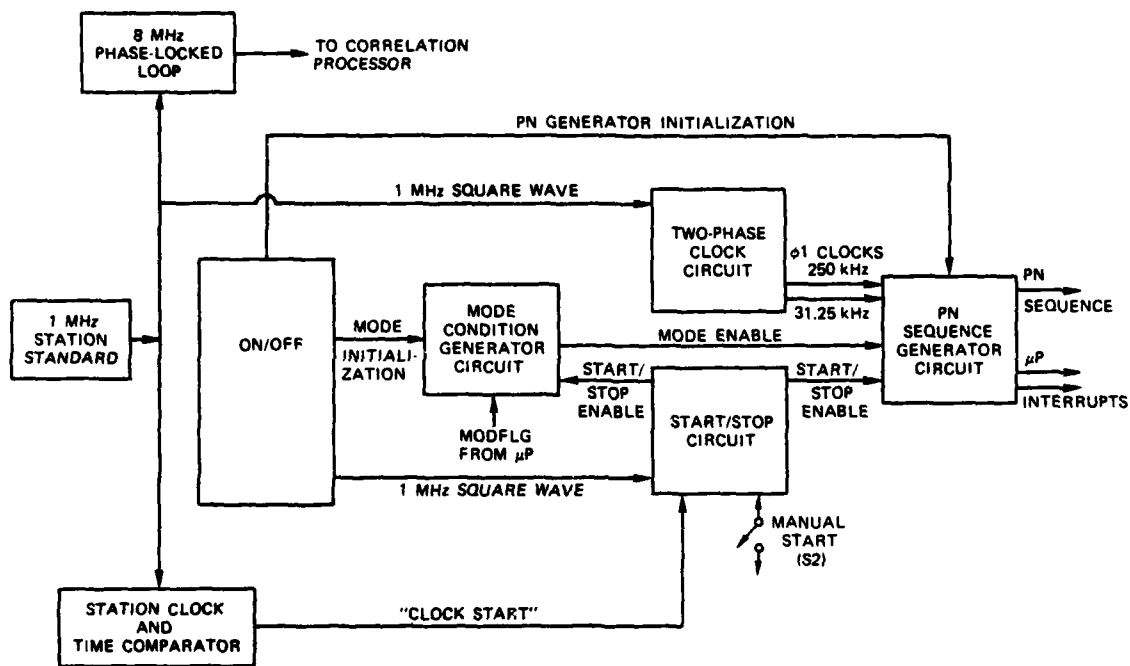 8 MHz
PHASE-LOCKED
LOOP
TO CORRELATION
PROCESSOR
PN GENERATOR INITIALIZATION
1 MHz SQUARE WAVE
TWO-PHASE
CLOCK
CIRCUIT
ϕ1 CLOCKS
250 kHz
31.25 kHz
PN
SEQUENCE
GENERATOR
CIRCUIT
PN
SEQUENCE
μP
INTERRUPTS
1 MHz
STATION
STANDARD
ON/OFF
MODE
INITIALI-
ZATION
MODE
CONDITION
GENERATOR
CIRCUIT
MODE ENABLE
START/
STOP
ENABLE
START/STOP
CIRCUIT
START/
STOP
ENABLE
MODFLG
FROM μP
1 MHz SQUARE WAVE
MANUAL
START
(S2)
STATION CLOCK
AND
TIME COMPARATOR
"CLOCK START"